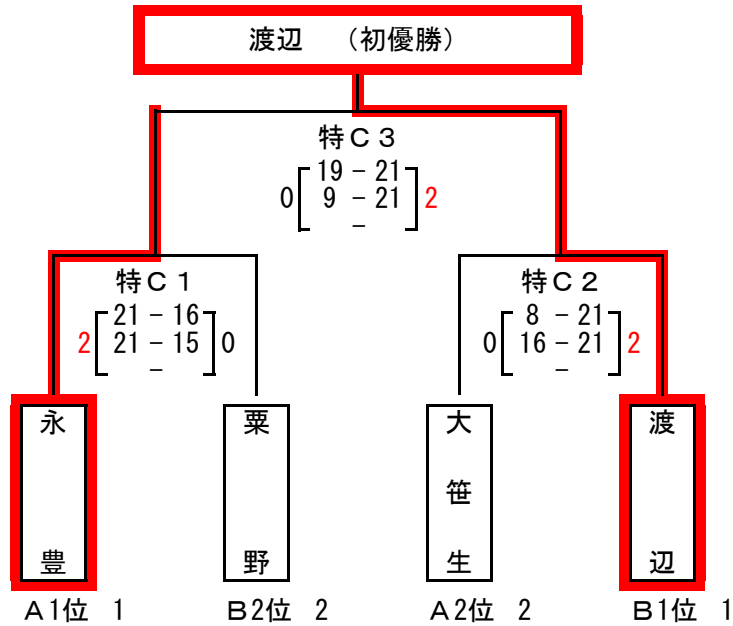 渡辺　（初優勝）
特Ｃ３
19 − 21
0 9 − 21 2
−
特Ｃ１
21 − 16
2 21 − 15 0
−
特Ｃ２
8 − 21
0 16 − 21 2
−
永豊
粟野
大笹生
渡辺
Ａ1位 1
Ｂ2位 2
Ａ2位 2
Ｂ1位 1